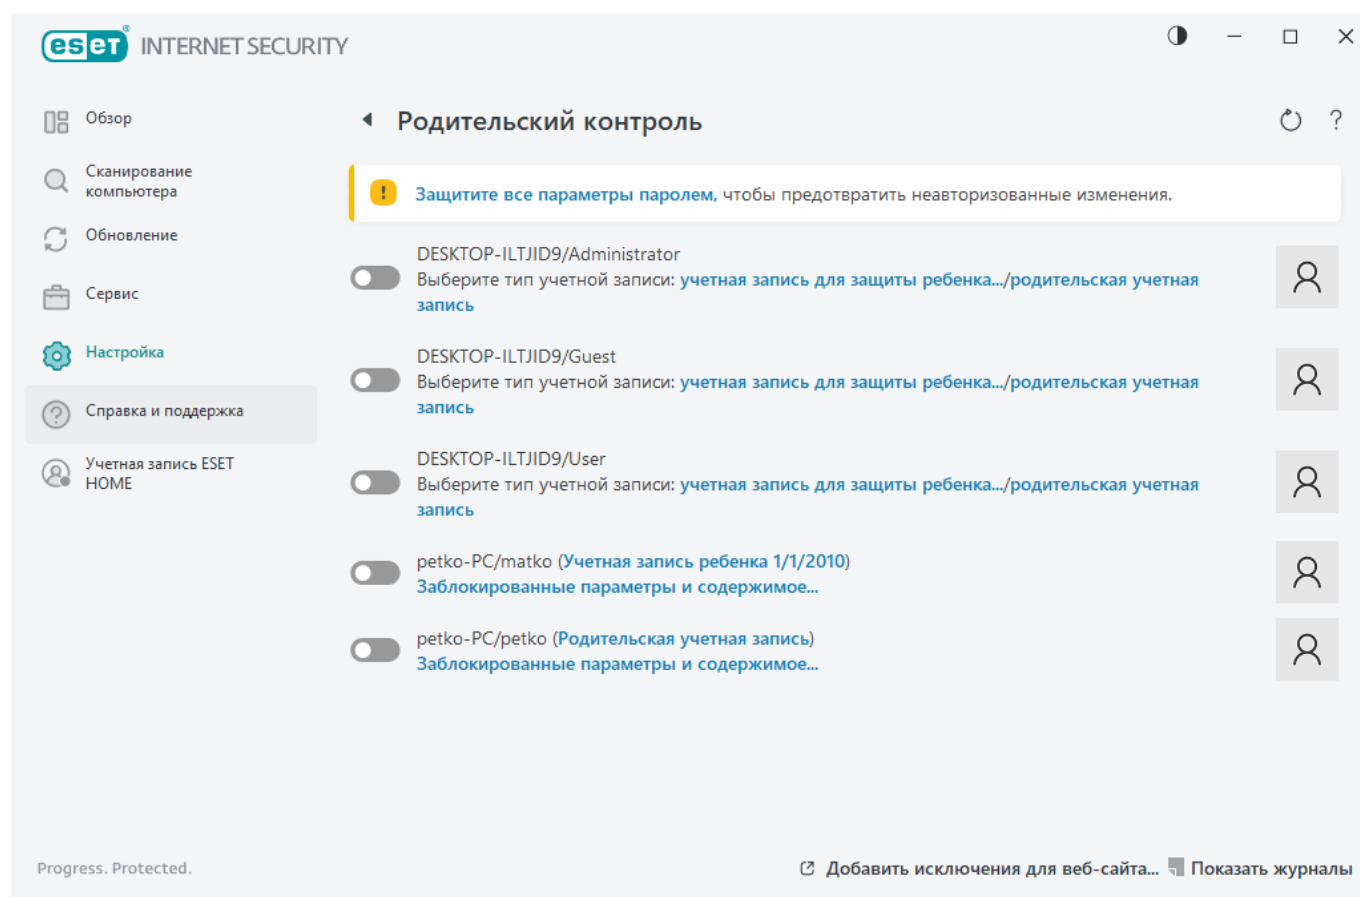 eset® INTERNET SECURITY
Обзор
Сканирование
компьютера
Обновление
Сервис
Настройка
Справка и поддержка
Учетная запись ESET
HOME
Родительский контроль
?
Защитите все параметры паролем, чтобы предотвратить неавторизованные изменения.
DESKTOP-ILTJID9/Administrator
Выберите тип учетной записи: учетная запись для защиты ребенка.../родительская учетная
запись
DESKTOP-ILTJID9/Guest
Выберите тип учетной записи: учетная запись для защиты ребенка.../родительская учетная
запись
DESKTOP-ILTJID9/User
Выберите тип учетной записи: учетная запись для защиты ребенка.../родительская учетная
запись
petko-PC/matko (Учетная запись ребенка 1/1/2010)
Заблокированные параметры и содержимое...
petko-PC/petko (Родительская учетная запись)
Заблокированные параметры и содержимое...
Progress. Protected.
Добавить исключения для веб-сайта... Показать журналы